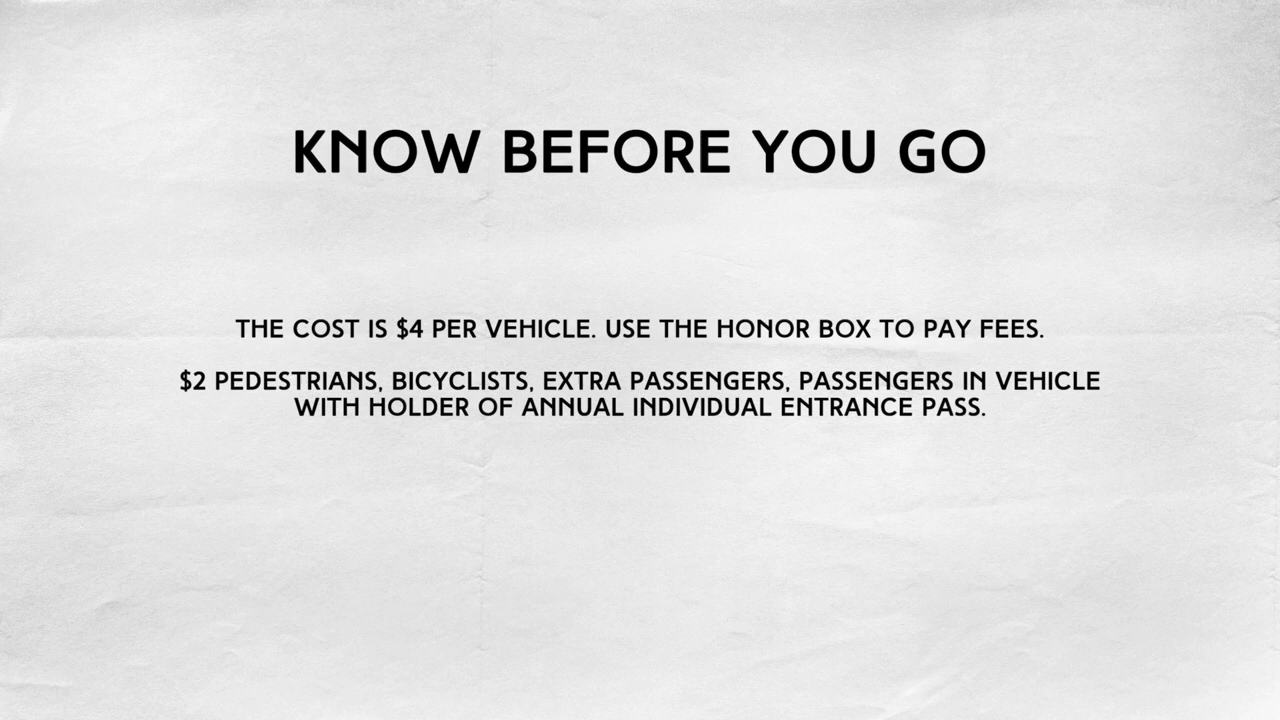 KNOW BEFORE YOU GO
THE COST IS $4 PER VEHICLE. USE THE HONOR BOX TO PAY FEES.
$2 PEDESTRIANS, BICYCLISTS, EXTRA PASSENGERS, PASSENGERS IN VEHICLE
WITH HOLDER OF ANNUAL INDIVIDUAL ENTRANCE PASS.